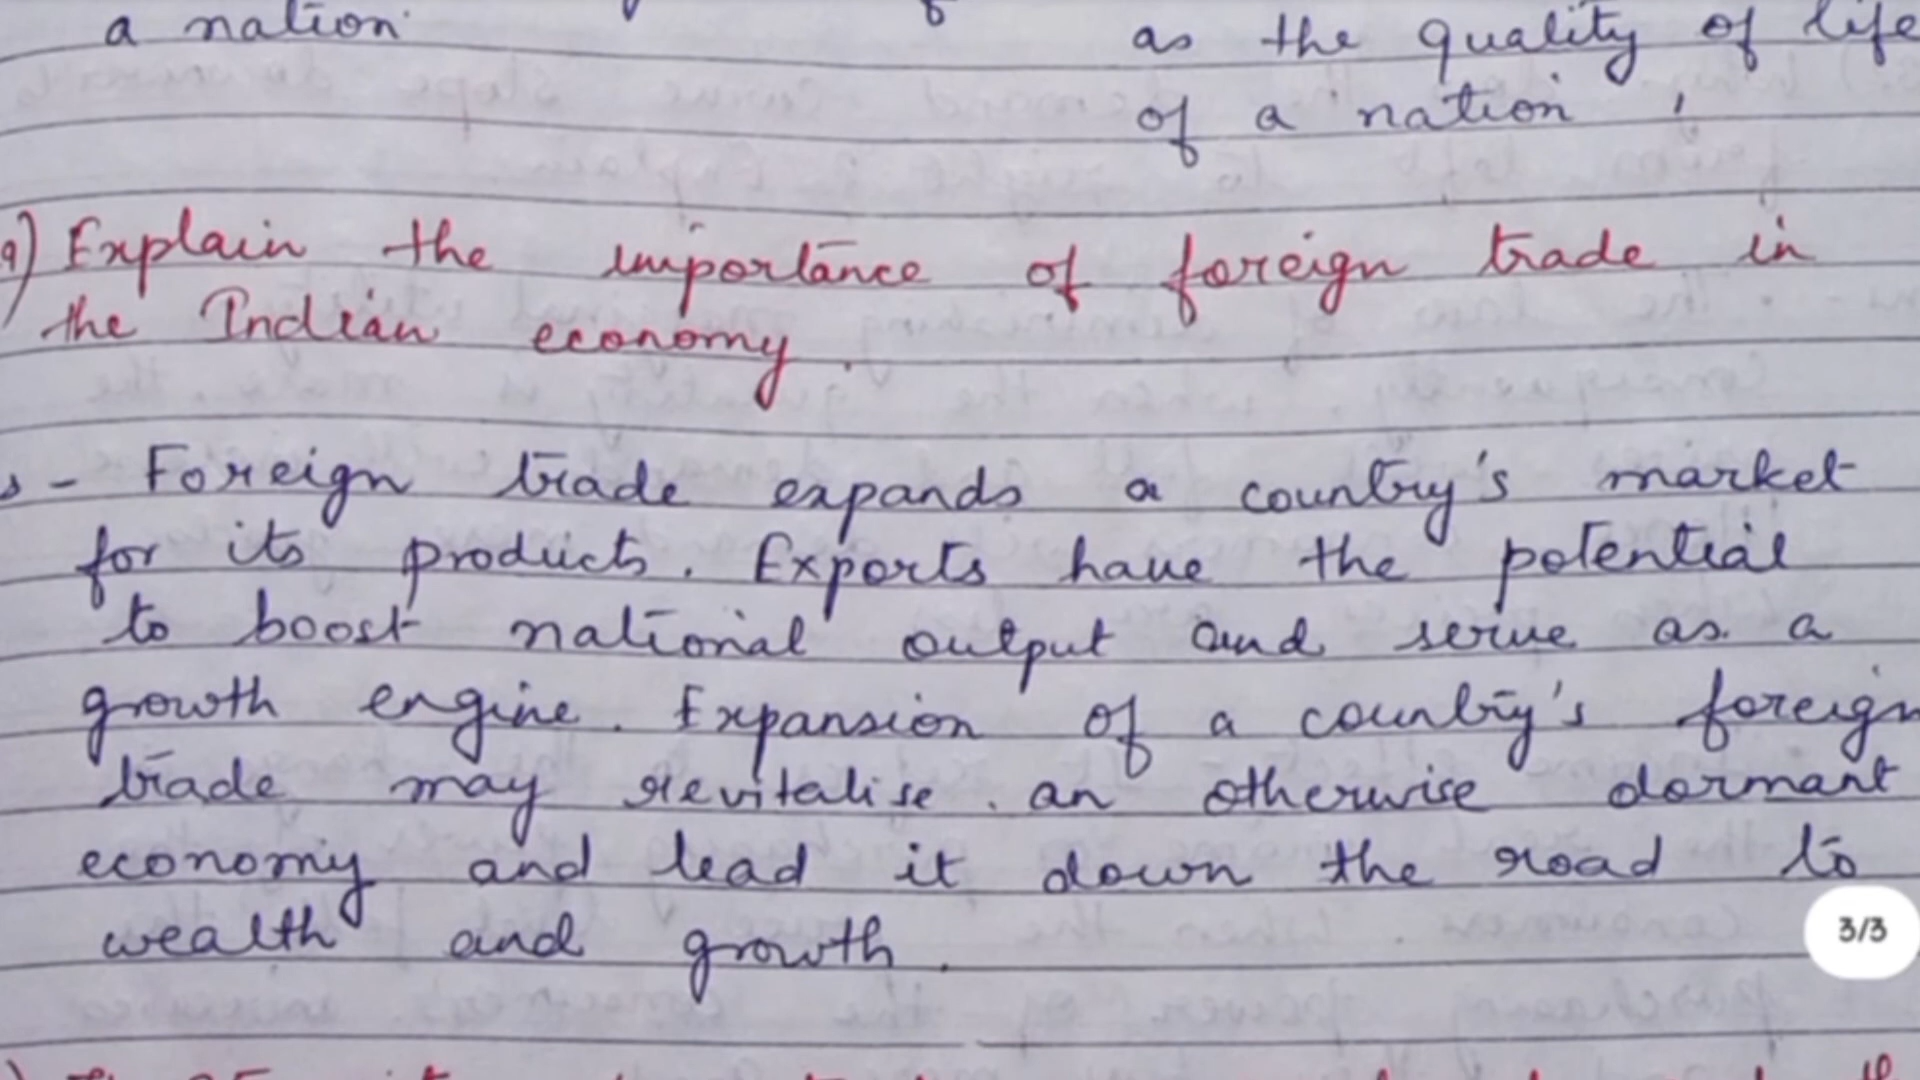 a nation.
as the quality of life
of a nation
9) Explain the importance of foreign trade in
the Indian economy.
s - Foreign trade expands a country's market
for its products. Exports have the potential
to boost national output and serve as a
growth engine. Expansion of a country's foreign
trade may revitalise an otherwise dormant
economy and lead it down the road to
wealth and growth.
3/3